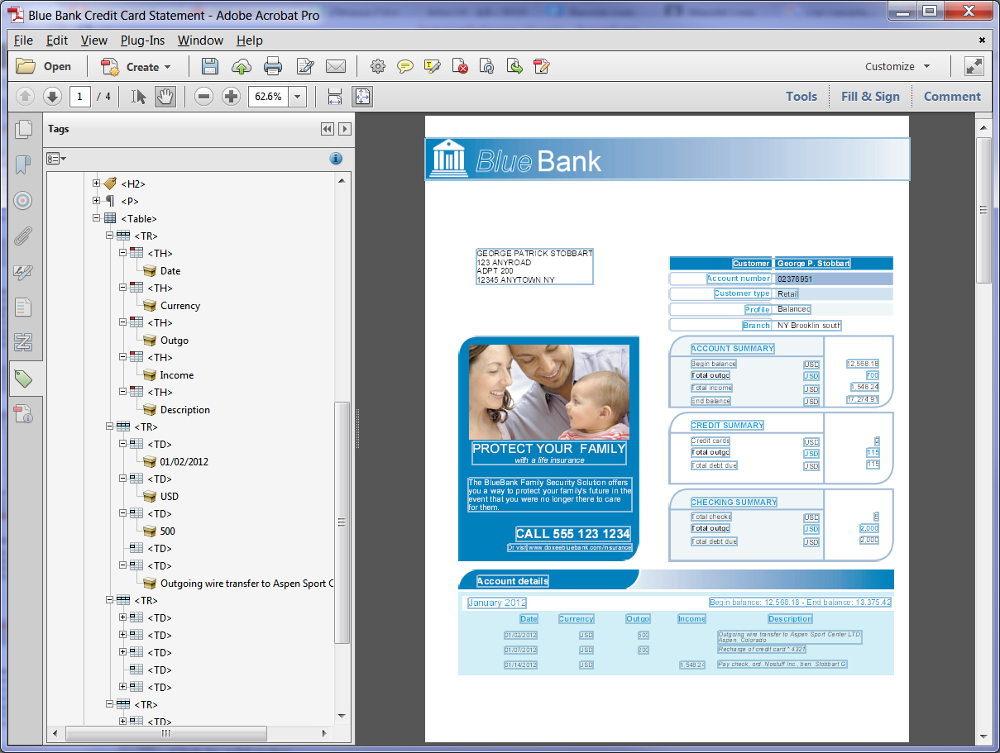 Blue Bank Credit Card Statement - Adobe Acrobat Pro
File Edit View Plug-Ins Window Help
Open Create Customize
1 / 4 62.6% Tools Fill & Sign Comment
Tags
<H2>
<P>
<Table>
<TR>
<TH>
Date
<TH>
Currency
<TH>
Outgo
<TH>
Income
<TH>
Description
<TR>
<TD>
01/02/2012
<TD>
USD
<TD>
500
<TD>
<TD>
Outgoing wire transfer to Aspen Sport C
<TR>
<TD>
<TD>
<TD>
<TD>
<TD>
<TR>
<TD>
Blue Bank
GEORGE PATRICK STOBBART
123 ANYROAD
ADPT 200
12345 ANYTOWN NY
Customer George P. Stobbart
Account number 02378951
Customer type Retail
Profile Balanced
Branch NY Brooklin south
PROTECT YOUR FAMILY
with a life insurance
The BlueBank Family Security Solution offers
you a way to protect your family's future in the
event that you were no longer there to care
for them.
CALL 555 123 1234
Or visit www.doxeebluebank.com/insurance
ACCOUNT SUMMARY
Begin balance USD 12,568.18
Total outgo USD 700
Total income USD 1,548.24
End balance USD 17,274.91
CREDIT SUMMARY
Credit cards USD 2
Total outgo USD 115
Total debt due USD 115
CHECKING SUMMARY
Total checks USD
Total outgo USD 2,000
Total debt due USD 2,000
Account details
January 2012 Begin balance: 12,568.18 - End balance: 13,375.42
Date Currency Outgo Income Description
01/02/2012 USD 500 Outgoing wire transfer to Aspen Sport Center LTD,
Aspen, Colorado
01/07/2012 USD 200 Recharge of credit card * 4321
01/14/2012 USD 1,548.24 Pay check, ord. Nostuff Inc., ben. Stobbart G.